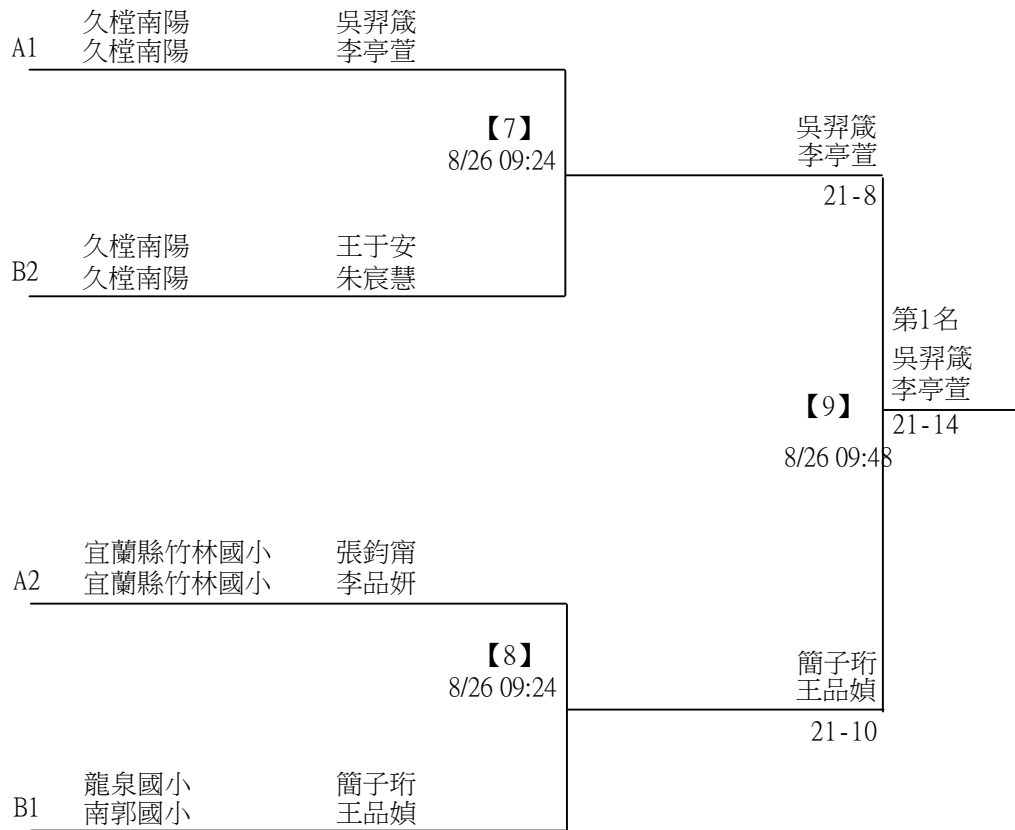 久樘南陽 吳羿箴
A1 久樘南陽 李亭萱
【7】
8/26 09:24
吳羿箴
李亭萱
21-8
久樘南陽 王于安
B2 久樘南陽 朱宸慧
第1名
吳羿箴
李亭萱
【9】
21-14
8/26 09:48
宜蘭縣竹林國小 張鈞甯
A2 宜蘭縣竹林國小 李品妍
【8】
8/26 09:24
簡子珩
王品媜
21-10
龍泉國小 簡子珩
B1 南郭國小 王品媜